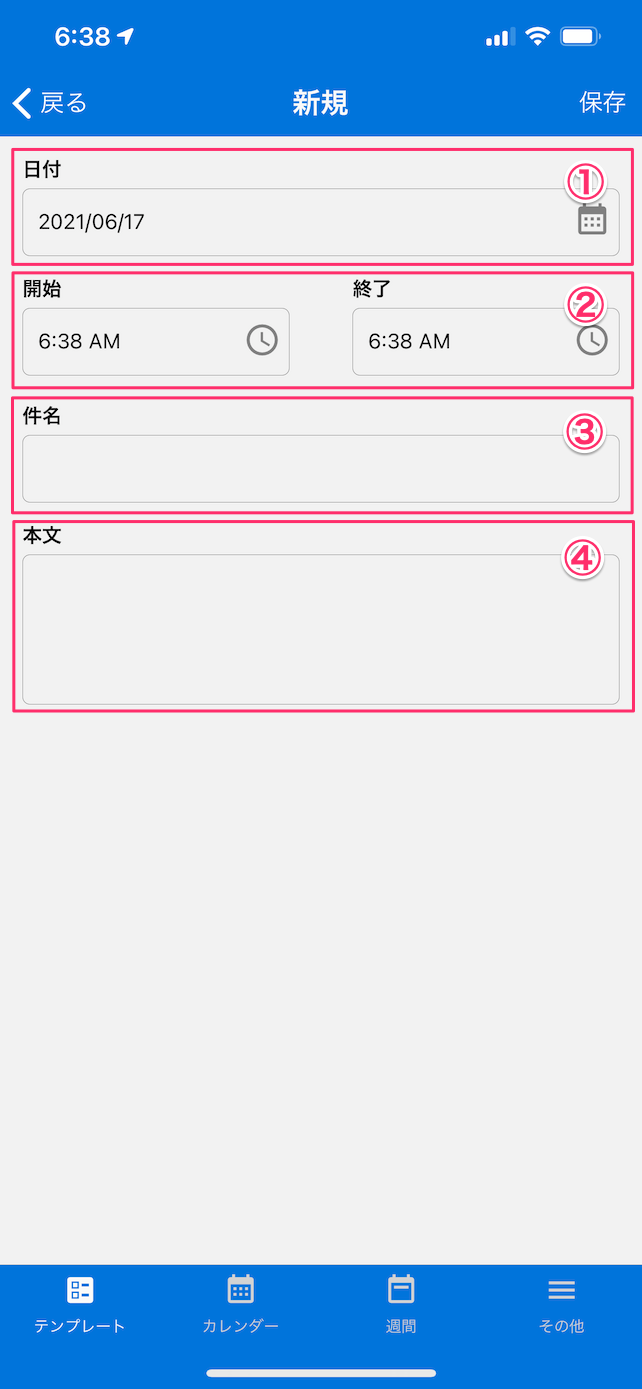 6:38
戻る 新規 保存
日付 ①
2021/06/17
開始 終了 ②
6:38 AM 6:38 AM
件名 ③
本文 ④
テンプレート カレンダー 週間 その他